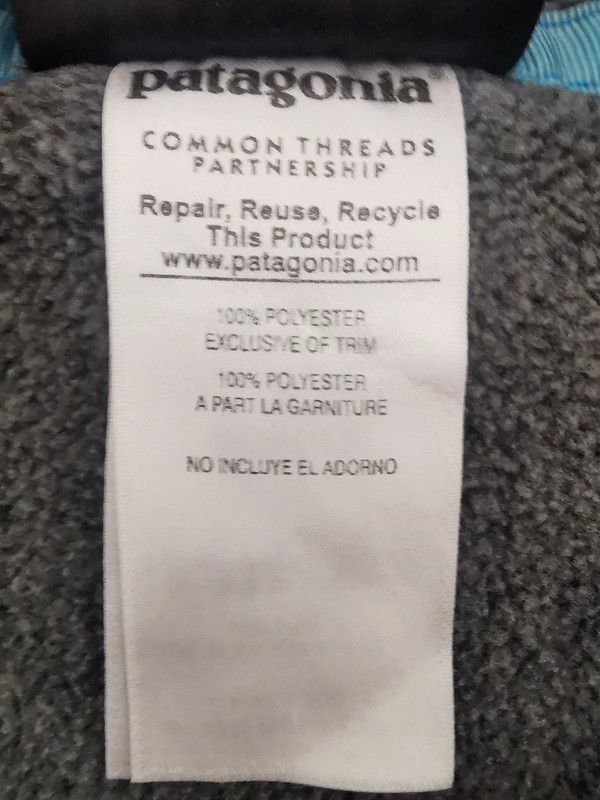 patagonia®
COMMON THREADS
PARTNERSHIP
Repair, Reuse, Recycle
This Product
www.patagonia.com
100% POLYESTER
EXCLUSIVE OF TRIM
100% POLYESTER
A PART LA GARNITURE
NO INCLUYE EL ADORNO